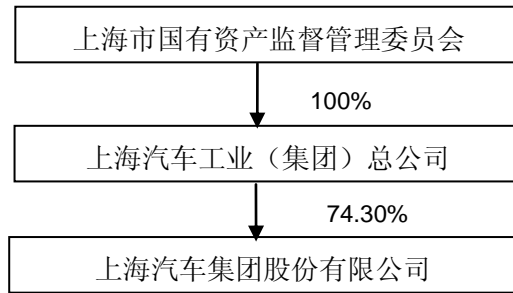 上海市国有资产监督管理委员会
100%
上海汽车工业（集团）总公司
74.30%
上海汽车集团股份有限公司